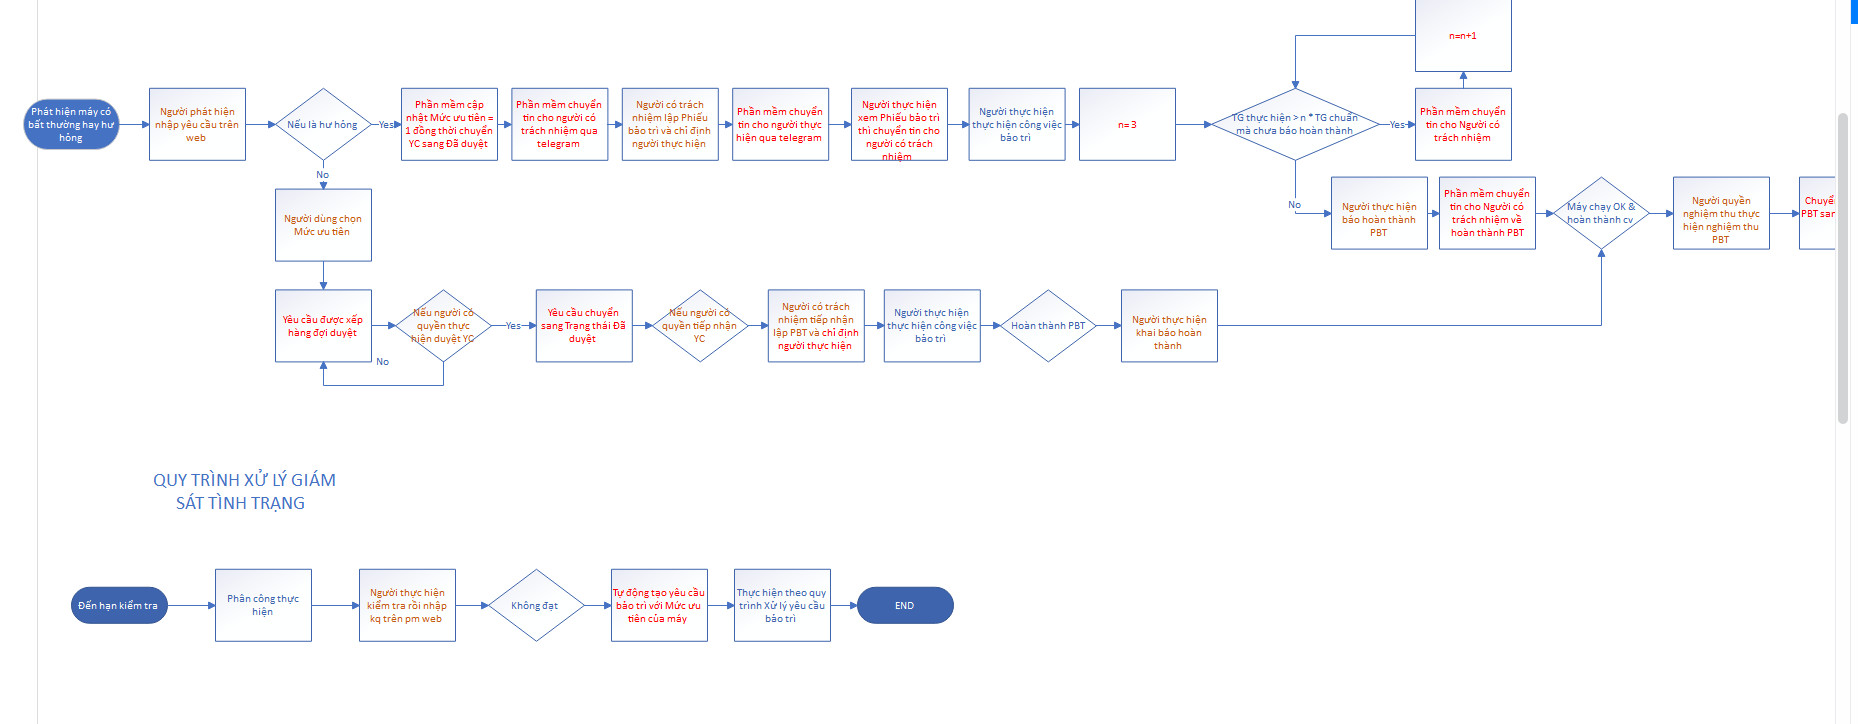 Phát hiện máy có
bất thường hay hư
hỏng
Người phát hiện
nhập yêu cầu trên
web
Nếu là hư hỏng
Yes
Phần mềm cập
nhật Mức ưu tiên =
1 đồng thời chuyển
YC sang Đã duyệt
Phần mềm chuyển
tin cho người có
trách nhiệm qua
telegram
Người có trách
nhiệm lập Phiếu
bảo trì và chỉ định
người thực hiện
Phần mềm chuyển
tin cho người thực
hiện qua telegram
Người thực hiện
xem Phiếu bảo trì
thì chuyển tin cho
người có trách
nhiệm
Người thực hiện
thực hiện công việc
bảo trì
n= 3
TG thực hiện > n * TG chuẩn
mà chưa báo hoàn thành
Yes
Phần mềm chuyển
tin cho Người có
trách nhiệm
n=n+1
No
Người thực hiện
báo hoàn thành
PBT
Phần mềm chuyển
tin cho Người có
trách nhiệm về
hoàn thành PBT
Máy chạy OK &
hoàn thành cv
Người quyền
nghiệm thu thực
hiện nghiệm thu
PBT
PBT
No
Người dùng chọn
Mức ưu tiên
Yêu cầu được xếp
hàng đợi duyệt
Nếu người có
quyền thực
hiện duyệt YC
No
Yes
Yêu cầu chuyển
sang Trạng thái Đã
duyệt
Nếu người có
quyền tiếp nhận
YC
Người có trách
nhiệm tiếp nhận
lập PBT và chỉ định
người thực hiện
Người thực hiện
thực hiện công việc
bảo trì
Hoàn thành PBT
Người thực hiện
khai báo hoàn
thành
QUY TRÌNH XỬ LÝ GIÁM
SÁT TÌNH TRẠNG
Đến hạn kiểm tra
Phân công thực
hiện
Người thực hiện
kiểm tra rồi nhập
kq trên pm web
Không đạt
Tự động tạo yêu cầu
bảo trì với Mức ưu
tiên của máy
Thực hiện theo quy
trình Xử lý yêu cầu
bảo trì
END